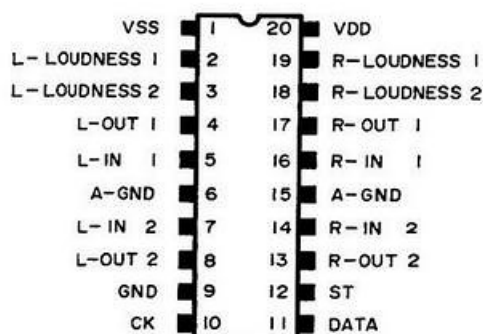 VSS 1 20 VDD
L-LOUDNESS 1 2 19 R-LOUDNESS 1
L-LOUDNESS 2 3 18 R-LOUDNESS 2
L-OUT 1 4 17 R-OUT 1
L-IN 1 5 16 R-IN 1
A-GND 6 15 A-GND
L-IN 2 7 14 R-IN 2
L-OUT 2 8 13 R-OUT 2
GND 9 12 ST
CK 10 11 DATA